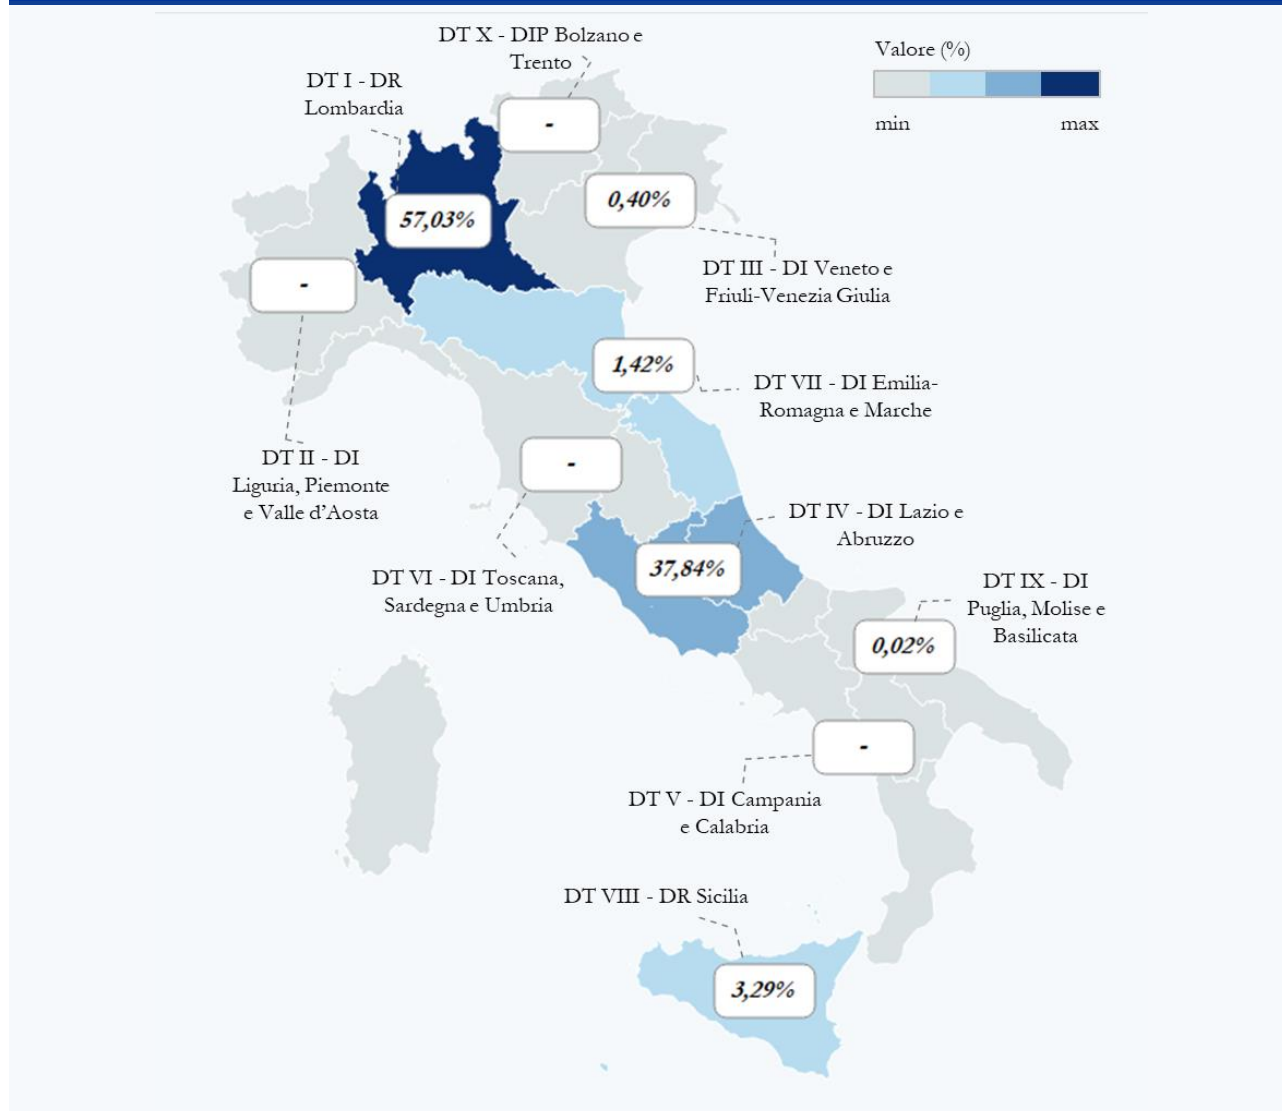 DT X - DIP Bolzano e
Trento
Valore (%)
min
max
DT I - DR
Lombardia
-
57,03%
0,40%
DT III - DI Veneto e
Friuli-Venezia Giulia
-
1,42%
DT VII - DI Emilia-
Romagna e Marche
DT II - DI
Liguria, Piemonte
e Valle d’Aosta
-
DT IV - DI Lazio e
Abruzzo
37,84%
DT VI - DI Toscana,
Sardegna e Umbria
DT IX - DI
Puglia, Molise e
Basilicata
0,02%
-
DT V - DI Campania
e Calabria
DT VIII - DR Sicilia
3,29%